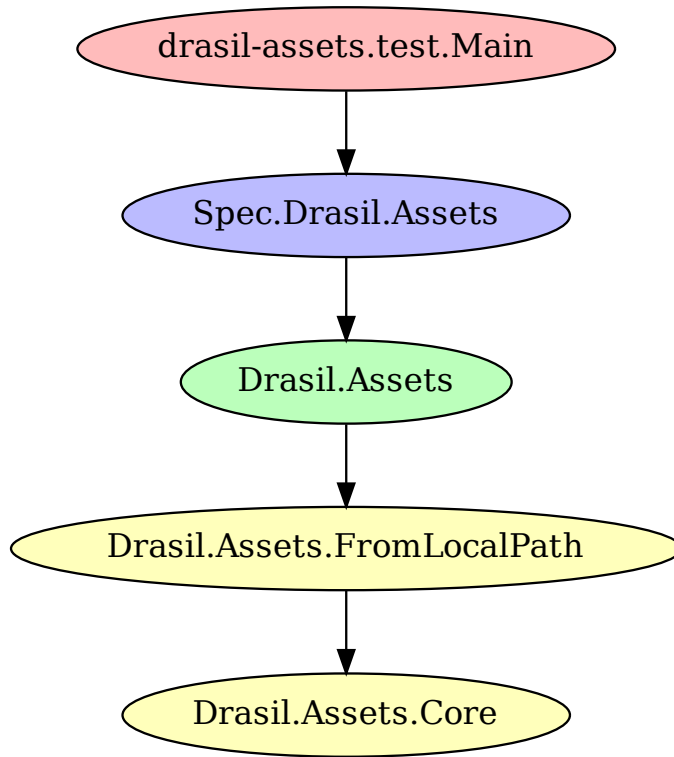 drasil-assets.test.Main
Spec.Drasil.Assets
Drasil.Assets
Drasil.Assets.FromLocalPath
Drasil.Assets.Core